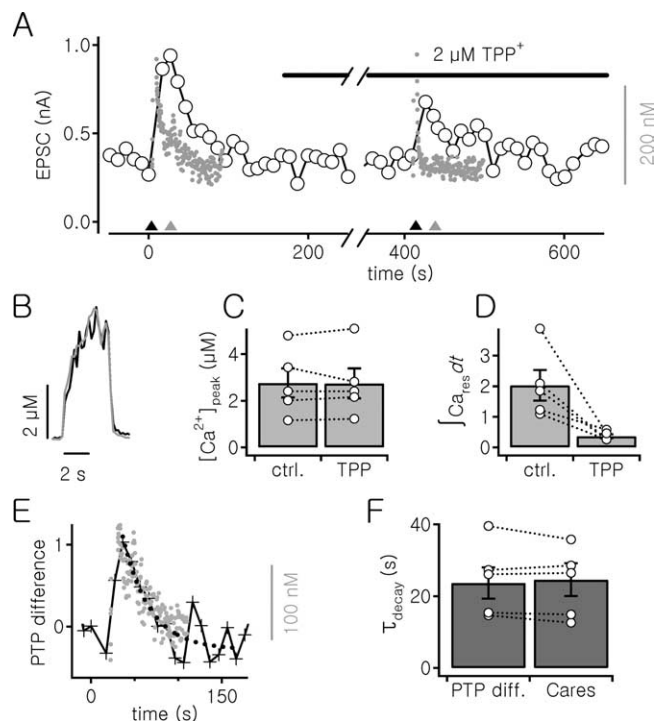 A
1.0
0.5
0.0
EPSC (nA)
2 µM TPP+
200 nM
0
200
400
600
time (s)
B
2 µM
2 s
C
4
2
0
[Ca2+]peak (µM)
ctrl.
TPP
D
3
2
1
0
∫Cares dt
ctrl.
TPP
E
1
0
PTP difference
100 nM
0
150
time (s)
F
40
20
0
τdecay (s)
PTP diff.
Cares